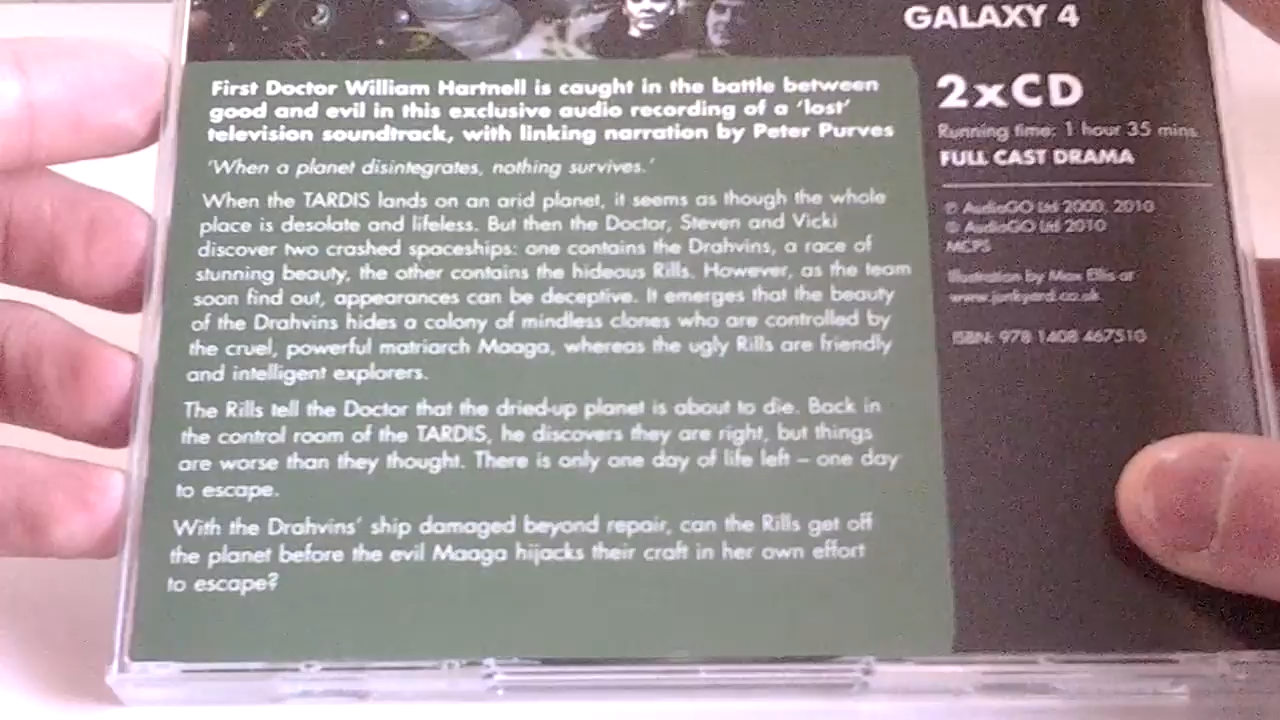 GALAXY 4
First Doctor William Hartnell is caught in the battle between
good and evil in this exclusive audio recording of a 'lost'
television soundtrack, with linking narration by Peter Purves
'When a planet disintegrates, nothing survives.'
When the TARDIS lands on an arid planet, it seems as though the whole
place is desolate and lifeless. But then the Doctor, Steven and Vicki
discover two crashed spaceships: one contains the Drahvins, a race of
stunning beauty, the other contains the hideous Rills. However, as the team
soon find out, appearances can be deceptive. It emerges that the beauty
of the Drahvins hides a colony of mindless clones who are controlled by
the cruel, powerful matriarch Maaga, whereas the ugly Rills are friendly
and intelligent explorers.
The Rills tell the Doctor that the dried-up planet is about to die. Back in
the control room of the TARDIS, he discovers they are right, but things
are worse than they thought. There is only one day of life left – one day
to escape.
With the Drahvins' ship damaged beyond repair, can the Rills get off
the planet before the evil Maaga hijacks their craft in her own effort
to escape?
2xCD
Running time: 1 hour 35 mins
FULL CAST DRAMA
AudioGO Ltd 2000, 2010
© AudioGO Ltd 2010
MCPS
Illustration by Max Ellis at
www.junkyard.co.uk
ISBN: 978 1408 467510